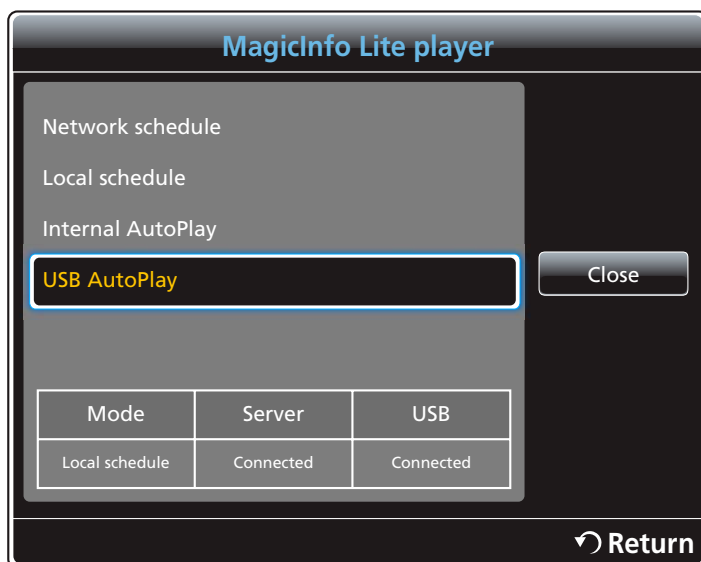 MagicInfo Lite player
Network schedule
Local schedule
Internal AutoPlay
USB AutoPlay
Close
Mode Server USB
Local schedule Connected Connected
Return